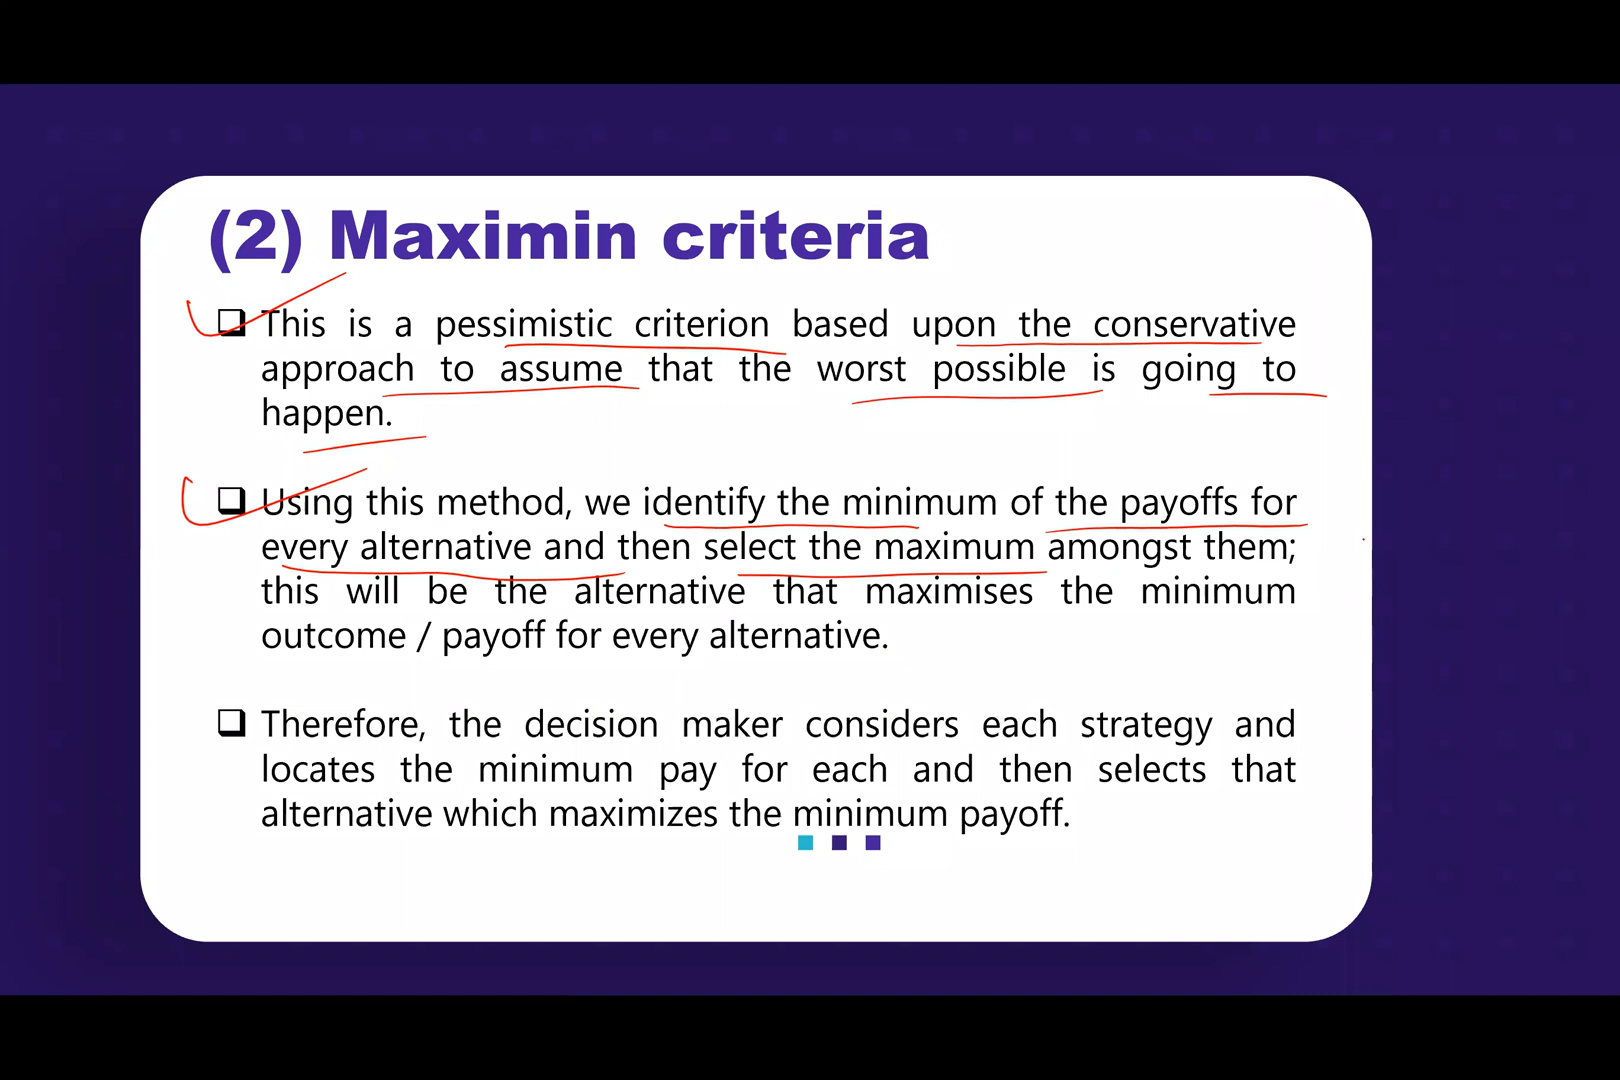 (2) Maximin criteria
This is a pessimistic criterion based upon the conservative
approach to assume that the worst possible is going to
happen.
Using this method, we identify the minimum of the payoffs for
every alternative and then select the maximum amongst them;
this will be the alternative that maximises the minimum
outcome / payoff for every alternative.
Therefore, the decision maker considers each strategy and
locates the minimum pay for each and then selects that
alternative which maximizes the minimum payoff.